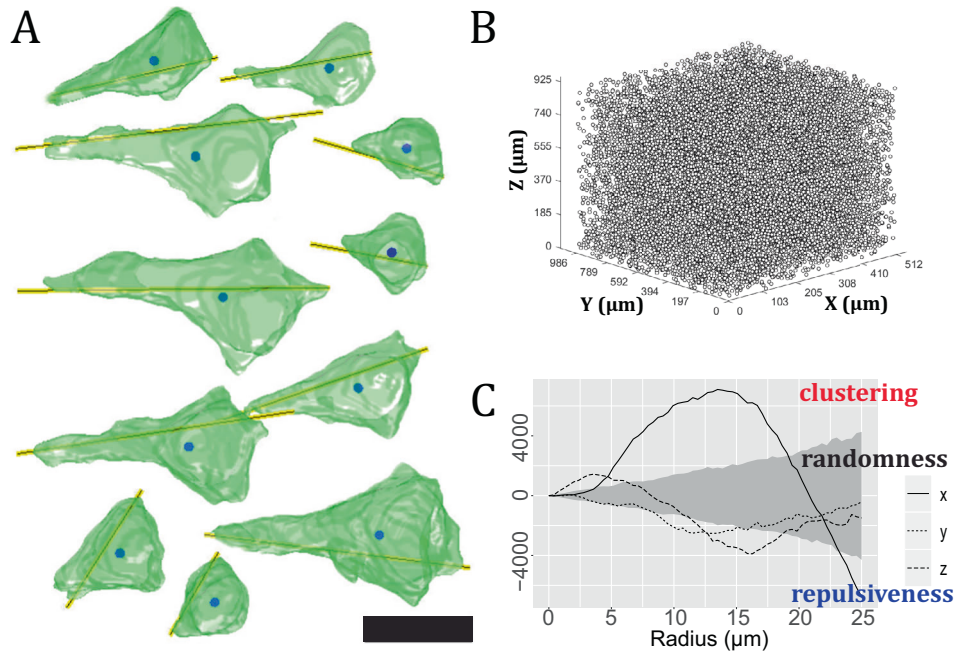 A
B
925
740
555
370
185
0
Z (μm)
986
789
592
394
197
0
Y (μm)
0
103
205
308
410
512
X (μm)
C
clustering
randomness
repulsiveness
4000
0
−4000
0
5
10
15
20
25
Radius (μm)
x
y
z